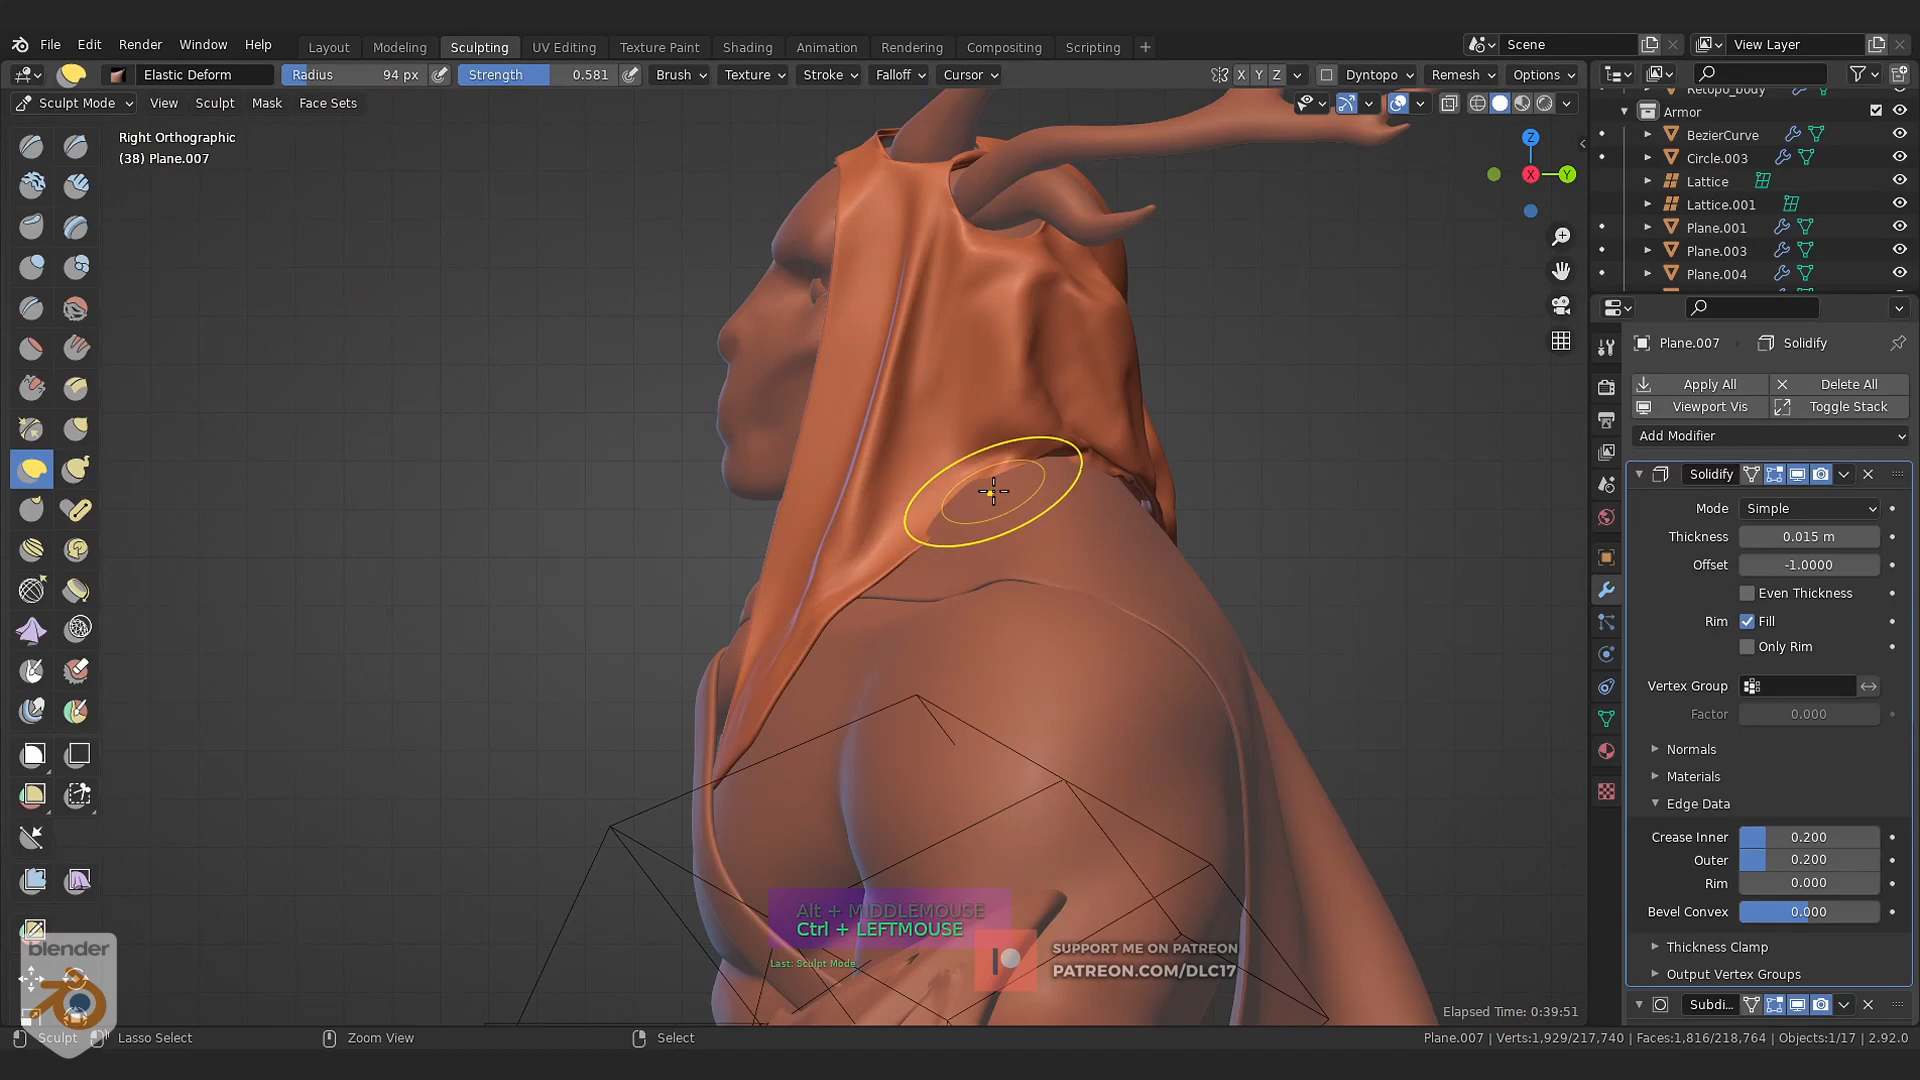 File Edit Render Window Help
Layout Modeling Sculpting UV Editing Texture Paint Shading Animation Rendering Compositing Scripting +
Scene
View Layer
Elastic Deform
Radius 94 px
Strength 0.581
Brush Texture Stroke Falloff Cursor
X Y Z
Dyntopo Remesh Options
Sculpt Mode View Sculpt Mask Face Sets
Right Orthographic
(38) Plane.007
Z
X
Y
Retopo_body
Armor
BezierCurve
Circle.003
Lattice
Lattice.001
Plane.001
Plane.003
Plane.004
Plane.007 Solidify
Apply All Delete All
Viewport Vis Toggle Stack
Add Modifier
Solidify
Mode Simple
Thickness 0.015 m
Offset -1.0000
Even Thickness
Rim Fill
Only Rim
Vertex Group
Factor 0.000
Normals
Materials
Edge Data
Crease Inner 0.200
Outer 0.200
Rim 0.000
Bevel Convex 0.000
Thickness Clamp
Output Vertex Groups
Subdi...
Alt + MIDDLEMOUSE
Ctrl + LEFTMOUSE
Last: Sculpt Mode
SUPPORT ME ON PATREON
PATREON.COM/DLC17
blender
Elapsed Time: 0:39:51
Sculpt Lasso Select Zoom View Select
Plane.007 | Verts:1,929/217,740 | Faces:1,816/218,764 | Objects:1/17 | 2.92.0